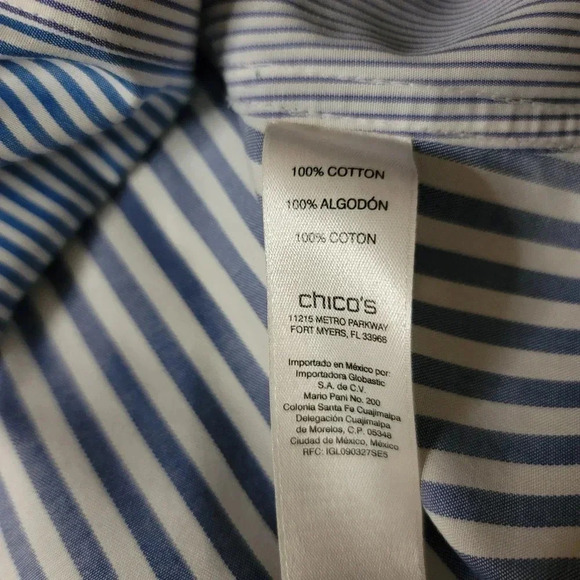 100% COTTON
100% ALGODÓN
100% COTON
chico's
11215 METRO PARKWAY
FORT MYERS, FL 33966
Importado en México por:
Importadora Globastic
S.A. de C.V.
Mario Pani No. 200
Colonia Santa Fe Cuajimalpa
Delegación Cuajimalpa
de Morelos, C.P. 05348
Ciudad de México, México
RFC: IGL090327SE5